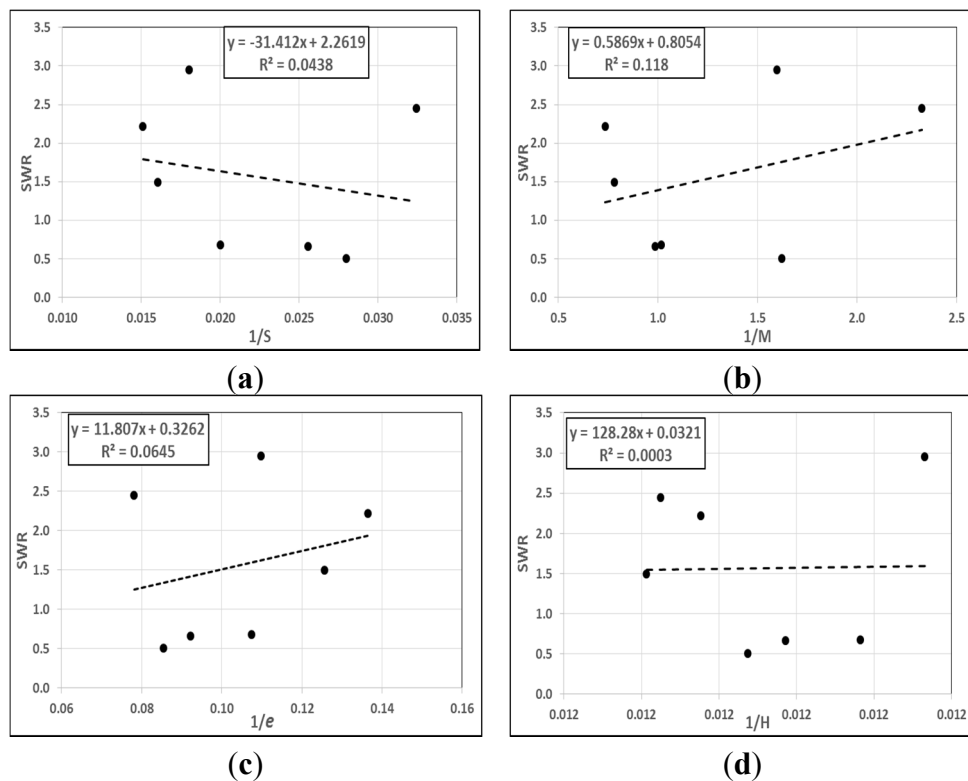 3.5
3.0
2.5
2.0
1.5
1.0
0.5
0.0
SWR
y = -31.412x + 2.2619
R² = 0.0438
0.010 0.015 0.020 0.025 0.030 0.035
1/S
(a)
3.5
3.0
2.5
2.0
1.5
1.0
0.5
0.0
SWR
y = 0.5869x + 0.8054
R² = 0.118
0.5 1.0 1.5 2.0 2.5
1/M
(b)
3.5
3.0
2.5
2.0
1.5
1.0
0.5
0.0
SWR
y = 11.807x + 0.3262
R² = 0.0645
0.06 0.08 0.10 0.12 0.14 0.16
1/e
(c)
3.5
3.0
2.5
2.0
1.5
1.0
0.5
0.0
SWR
y = 128.28x + 0.0321
R² = 0.0003
0.012 0.012 0.012 0.012 0.012 0.012
1/H
(d)